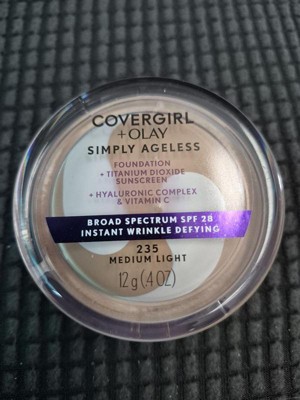 COVERGIRL
+ OLAY
SIMPLY AGELESS
FOUNDATION
+ TITANIUM DIOXIDE
SUNSCREEN
+ HYALURONIC COMPLEX
& VITAMIN C
BROAD SPECTRUM SPF 28
INSTANT WRINKLE DEFYING
235
MEDIUM LIGHT
12 g (.4 OZ)